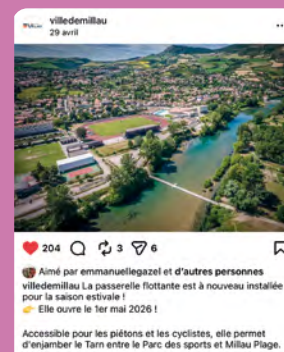 villedemillau
29 avril
204 3 6
Aimé par emmanuellegazel et d'autres personnes
villedemillau La passerelle flottante est à nouveau installée
pour la saison estivale !
👉 Elle ouvre le 1er mai 2026 !
Accessible pour les piétons et les cyclistes, elle permet
d'enjamber le Tarn entre le Parc des sports et Millau Plage.